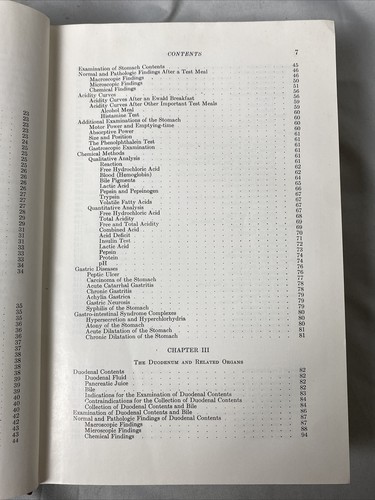 CONTENTS 7
Examination of Stomach Contents 45
Normal and Pathologic Findings After a Test Meal 46
Macroscopic Findings 46
Microscopic Findings 50
Chemical Findings 51
Acidity Curves 56
Acidity Curves After an Ewald Breakfast 56
Acidity Curves After Other Important Test Meals 59
Alcohol Meal 60
Histamine Test 60
Additional Examinations of the Stomach 60
Motor Power and Emptying-time 60
Absorptive Power 61
Size and Position 61
The Phenolphthalein Test 61
Gastroscopic Examination 61
Chemical Methods 61
Qualitative Analysis 61
Reaction 61
Free Hydrochloric Acid 62
Blood (Hemoglobin) 62
Bile Pigments 64
Lactic Acid 65
Pepsin and Pepsinogen 66
Trypsin 67
Volatile Fatty Acids 67
Quantitative Analysis 67
Free Hydrochloric Acid 68
Total Acidity 68
Free and Total Acidity 69
Combined Acid 69
Acid Deficit 70
Insulin Test 71
Lactic Acid 72
Pepsin 74
Protein 74
pH 74
Gastric Diseases 76
Peptic Ulcer 76
Carcinoma of the Stomach 77
Acute Catarrhal Gastritis 78
Chronic Gastritis 78
Achylia Gastrica 79
Gastric Neurosis 79
Syphilis of the Stomach 79
Gastro-intestinal Syndrome Complexes 80
Hypersecretion and Hyperchlorhydria 80
Atony of the Stomach 80
Acute Dilatation of the Stomach 81
Chronic Dilatation of the Stomach 81
CHAPTER III
THE DUODENUM AND RELATED ORGANS
Duodenal Contents 82
Duodenal Fluid 82
Pancreatic Juice 82
Bile 83
Indications for the Examination of Duodenal Contents 83
Contraindications for the Collection of Duodenal Contents 84
Collection of Duodenal Contents and Bile 84
Examination of Duodenal Contents and Bile 86
Normal and Pathologic Findings of Duodenal Contents 87
Macroscopic Findings 87
Microscopic Findings 88
Chemical Findings 94